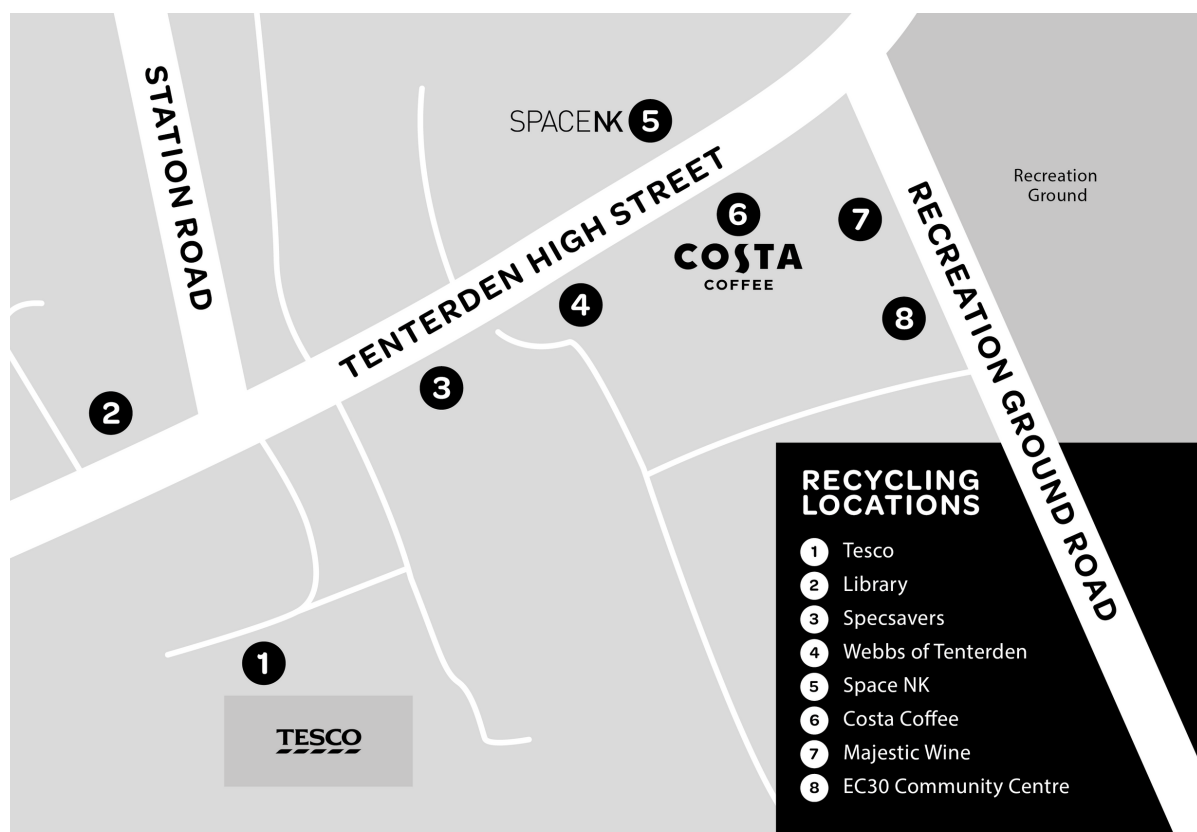 STATION ROAD
SPACENK 5
TENTERDEN HIGH STREET
6
COSTA
COFFEE
7
Recreation
Ground
RECREATION GROUND ROAD
4
8
3
2
1
TESCO
RECYCLING
LOCATIONS
1 Tesco
2 Library
3 Specsavers
4 Webbs of Tenterden
5 Space NK
6 Costa Coffee
7 Majestic Wine
8 EC30 Community Centre